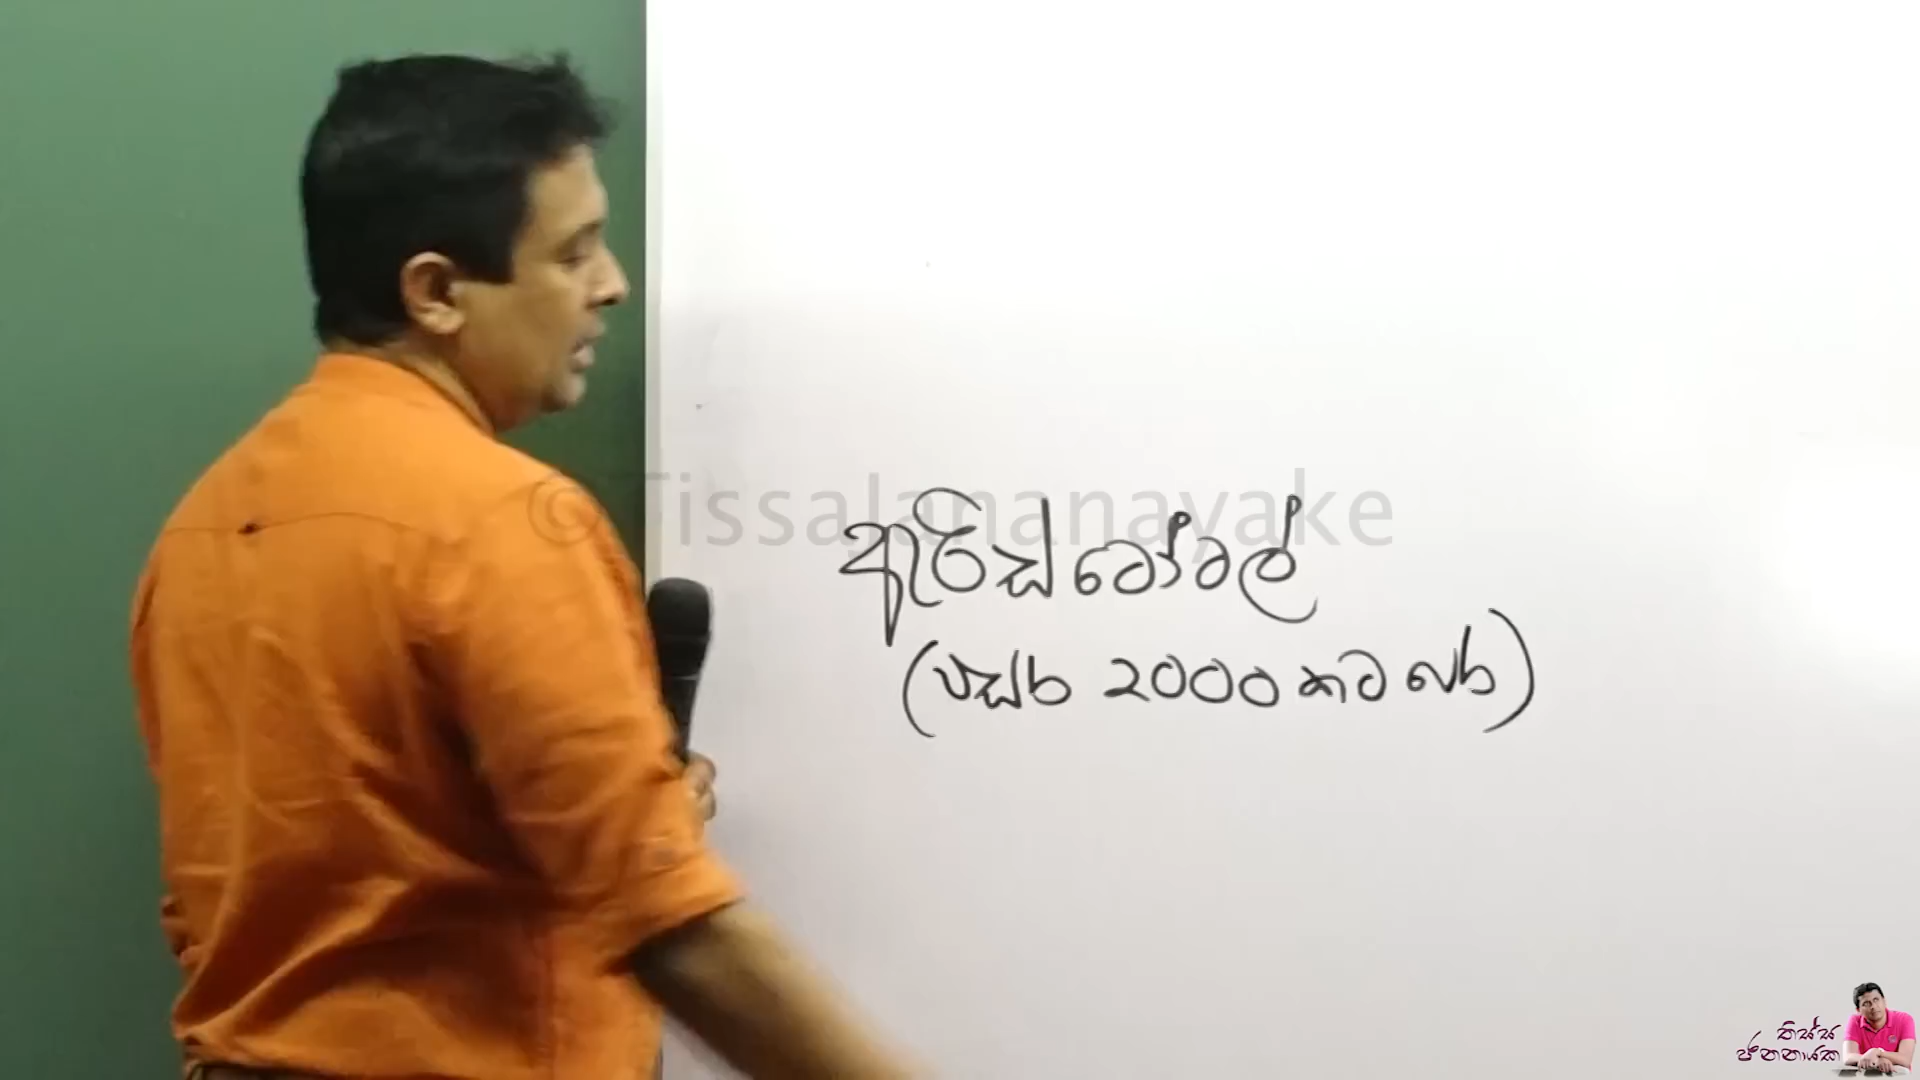 ©TissaJananayake
ඇරිස්ටෝටල්
(වසර 2000 කට පෙර)
තිස්ස
ජනනායක